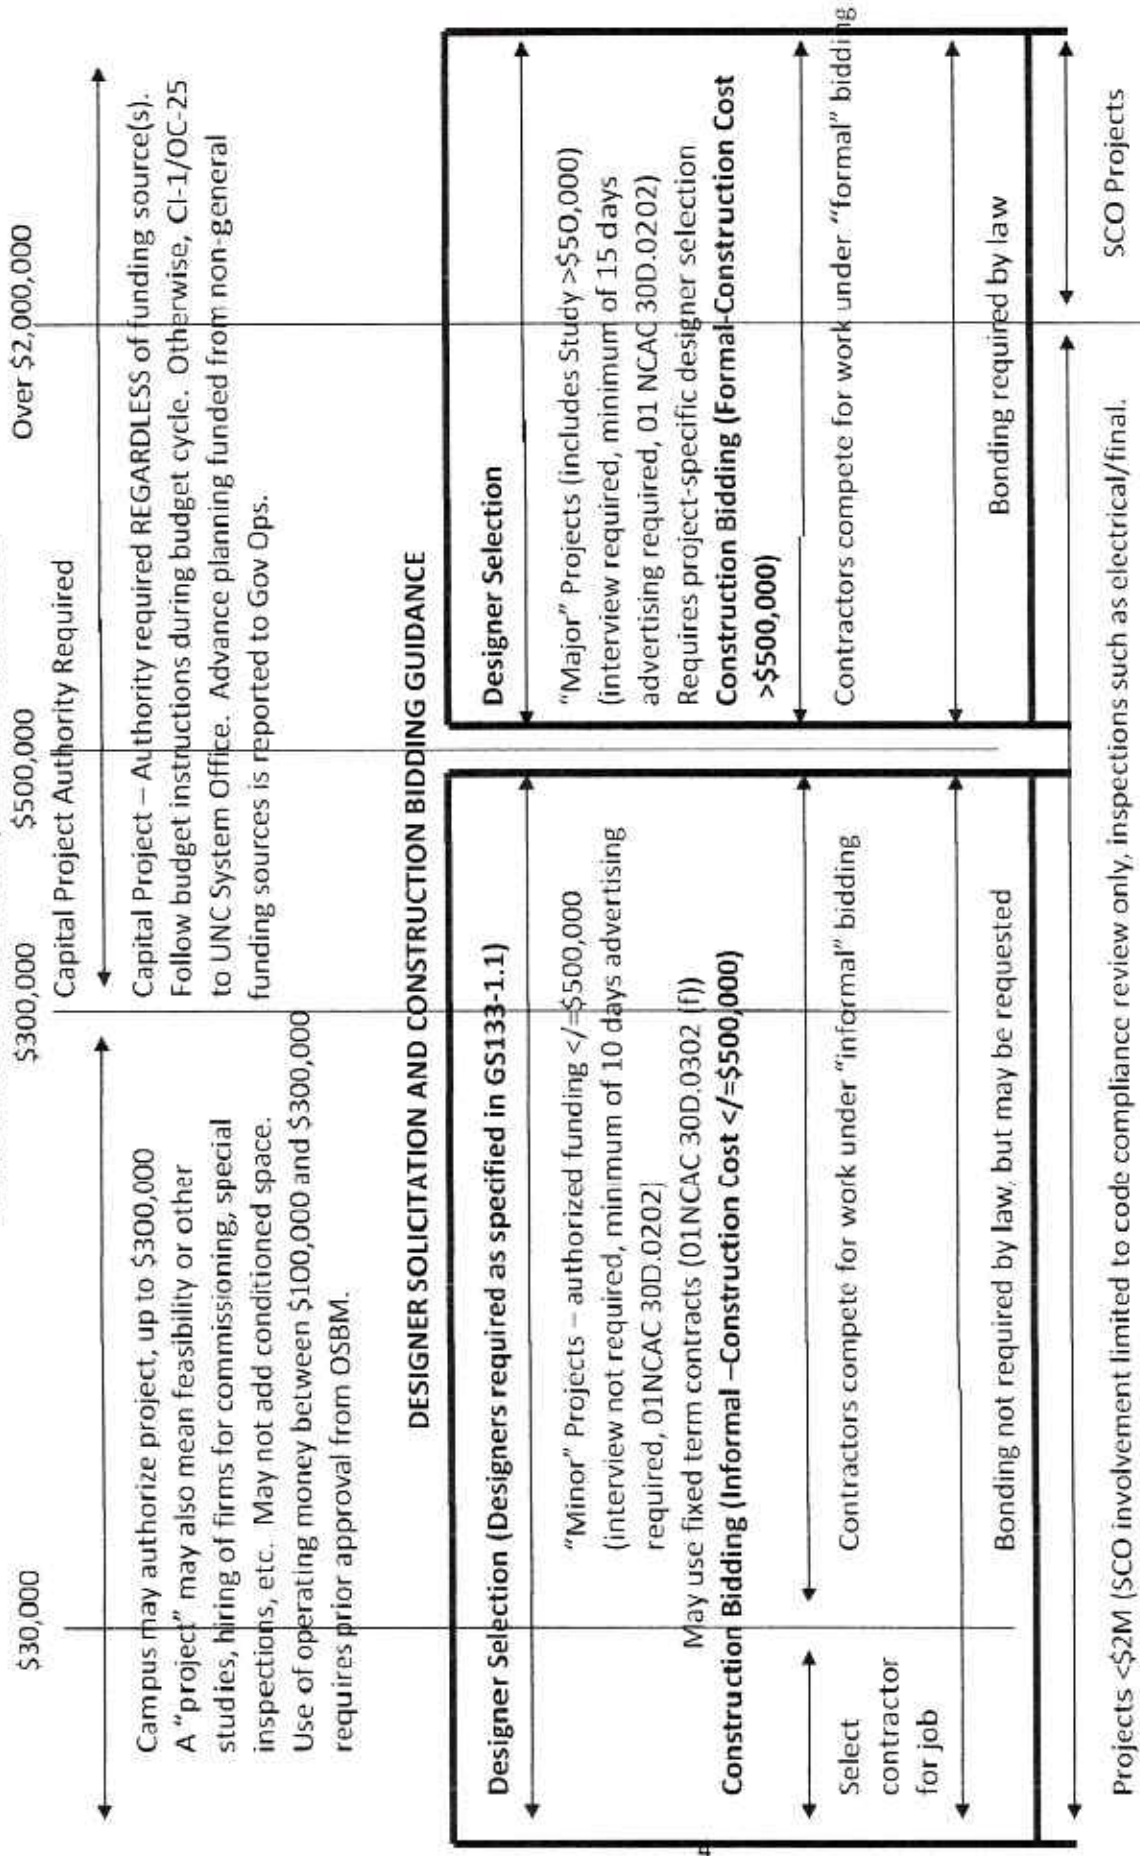 $30,000
$300,000
$500,000
Over $2,000,000
Campus may authorize project, up to $300,000
A "project" may also mean feasibility or other
studies, hiring of firms for commissioning, special
inspections, etc. May not add conditioned space.
Use of operating money between $100,000 and $300,000
requires prior approval from OSBM.
Capital Project Authority Required
Capital Project – Authority required REGARDLESS of funding source(s).
Follow budget instructions during budget cycle. Otherwise, CI-1/OC-25
to UNC System Office. Advance planning funded from non-general
funding sources is reported to Gov Ops.
DESIGNER SOLICITATION AND CONSTRUCTION BIDDING GUIDANCE
Designer Selection (Designers required as specified in GS133-1.1)
"Minor" Projects – authorized funding </=$500,000
(interview not required, minimum of 10 days advertising
required, 01NCAC 30D.0202)
May use fixed term contracts (01NCAC 30D.0302 (f))
Construction Bidding (Informal –Construction Cost </=$500,000)
Select
contractor
for job
Contractors compete for work under "informal" bidding
Bonding not required by law, but may be requested
Designer Selection
"Major" Projects (includes Study >$50,000)
(interview required, minimum of 15 days
advertising required, 01 NCAC 30D.0202)
Requires project-specific designer selection
Construction Bidding (Formal-Construction Cost
>$500,000)
Contractors compete for work under "formal" bidding
Bonding required by law
Projects <$2M (SCO involvement limited to code compliance review only, inspections such as electrical/final.
SCO Projects